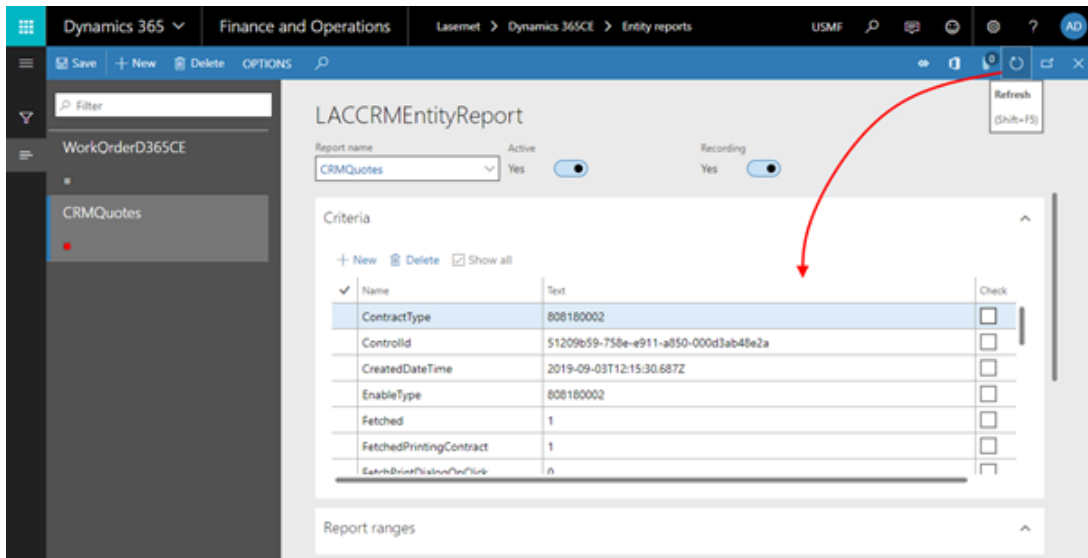 Dynamics 365 Finance and Operations Lasernet > Dynamics 365CE > Entity reports USMF ? AD
Save + New Delete OPTIONS 0
Filter
Refresh
(Shift+F5)
LACCRMEntityReport
WorkOrderD365CE
Report name Active Recording
CRMQuotes Yes Yes
CRMQuotes
Criteria
+ New Delete Show all
Name Text Check
ContractType 808180002
ControlId 51209b59-758e-e911-a850-000d3ab48e2a
CreatedDateTime 2019-09-03T12:15:30.687Z
EnableType 808180002
Fetched 1
FetchedPrintingContract 1
FetchPrintDialogOnClick 0
Report ranges